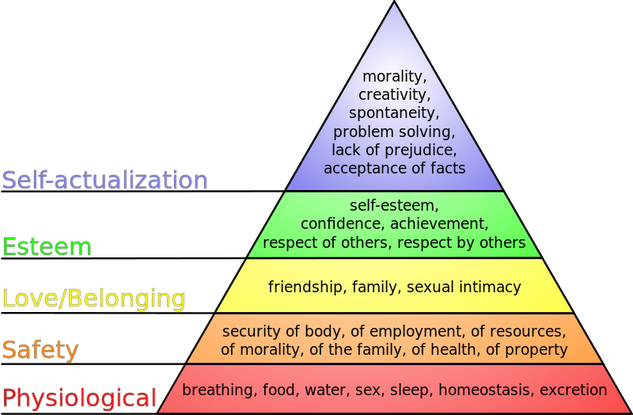 morality,
creativity,
spontaneity,
problem solving,
lack of prejudice,
acceptance of facts
Self-actualization
self-esteem,
confidence, achievement,
respect of others, respect by others
Esteem
friendship, family, sexual intimacy
Love/Belonging
security of body, of employment, of resources,
of morality, of the family, of health, of property
Safety
breathing, food, water, sex, sleep, homeostasis, excretion
Physiological